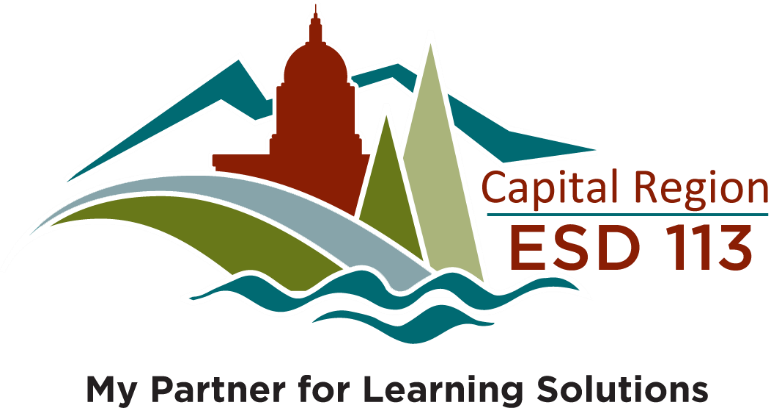 Capital Region
ESD 113
My Partner for Learning Solutions